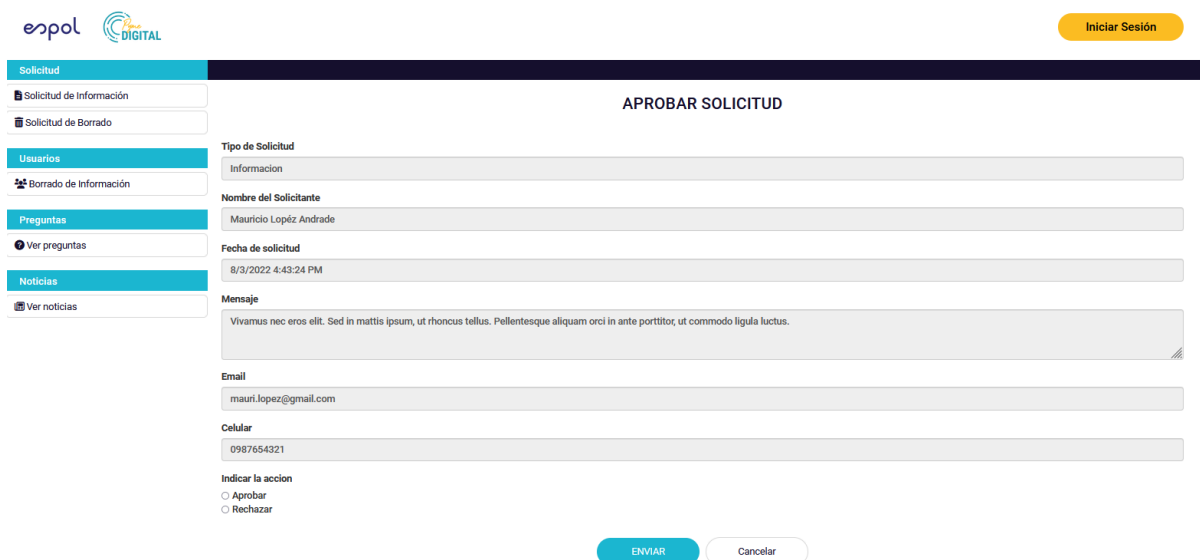 espol
Poma
DIGITAL
Iniciar Sesión
Solicitud
Solicitud de Información
Solicitud de Borrado
Usuarios
Borrado de Información
Preguntas
Ver preguntas
Noticias
Ver noticias
APROBAR SOLICITUD
Tipo de Solicitud
Informacion
Nombre del Solicitante
Mauricio Lopéz Andrade
Fecha de solicitud
8/3/2022 4:43:24 PM
Mensaje
Vivamus nec eros elit. Sed in mattis ipsum, ut rhoncus tellus. Pellentesque aliquam orci in ante porttitor, ut commodo ligula luctus.
Email
mauri.lopez@gmail.com
Celular
0987654321
Indicar la accion
Aprobar
Rechazar
ENVIAR
Cancelar